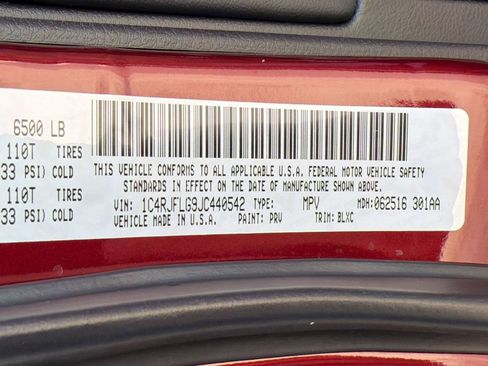 6500 LB
110T TIRES
33 PSI) COLD
110T TIRES
33 PSI) COLD
THIS VEHICLE CONFORMS TO ALL APPLICABLE U.S.A. FEDERAL MOTOR VEHICLE SAFETY
STANDARDS IN EFFECT ON THE DATE OF MANUFACTURE SHOWN ABOVE.
VIN: 1C4RJFLG9JC440542 TYPE: MPV MDH:062516 301AA
VEHICLE MADE IN U.S.A. PAINT: PRV TRIM: BLXC